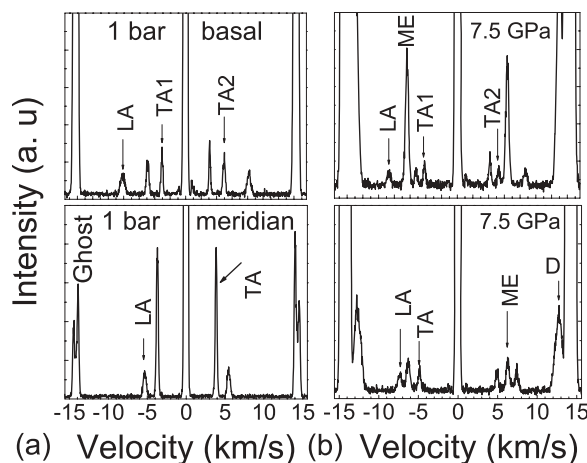 1 bar basal
LA
TA1
TA2
ME
7.5 GPa
LA
TA1
TA2
Intensity (a. u)
1 bar meridian
Ghost
LA
TA
7.5 GPa
LA
TA
ME
D
-15 -10 -5 0 5 10 15
-15 -10 -5 0 5 10 15
(a) Velocity (km/s) (b) Velocity (km/s)